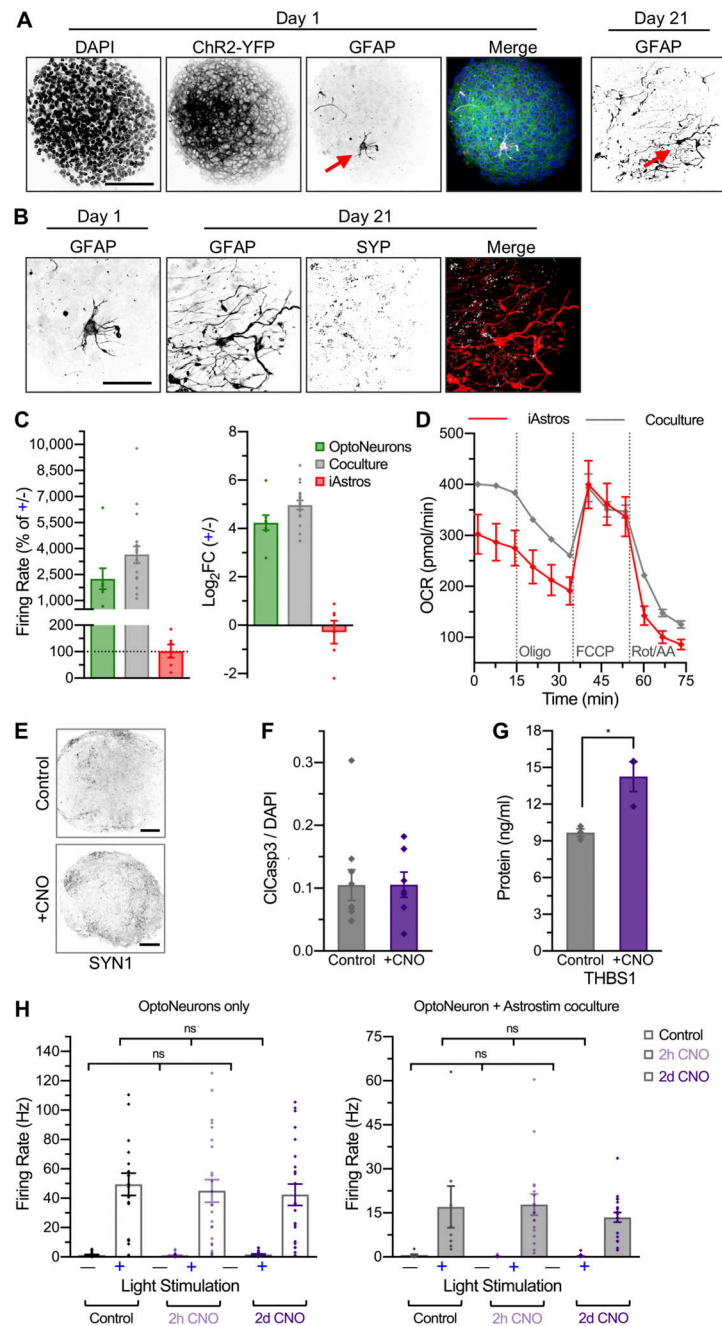 A
Day 1
Day 21
DAPI
ChR2-YFP
GFAP
Merge
GFAP
B
Day 1
Day 21
GFAP
GFAP
SYP
Merge
C
Firing Rate (% of +/-)
10,000
8,500
7,000
5,500
4,000
2,500
1,000
200
100
0
Log2FC (+/-)
8
6
4
2
0
-2
OptoNeurons
Coculture
iAstros
D
iAstros
Coculture
OCR (pmol/min)
500
400
300
200
100
Oligo
FCCP
Rot/AA
0
15
30
45
60
75
Time (min)
E
Control
+CNO
SYN1
F
ClCasp3 / DAPI
0.3
0.2
0.1
0.0
Control
+CNO
G
*
Protein (ng/ml)
18
15
12
9
6
3
0
Control
+CNO
THBS1
H
OptoNeurons only
ns
ns
Firing Rate (Hz)
140
120
100
80
60
40
20
0
— + — + — +
Light Stimulation
Control
2h CNO
2d CNO
OptoNeuron + Astrostim coculture
ns
ns
Firing Rate (Hz)
75
60
45
30
15
0
— + — + — +
Light Stimulation
Control
2h CNO
2d CNO
Control
2h CNO
2d CNO